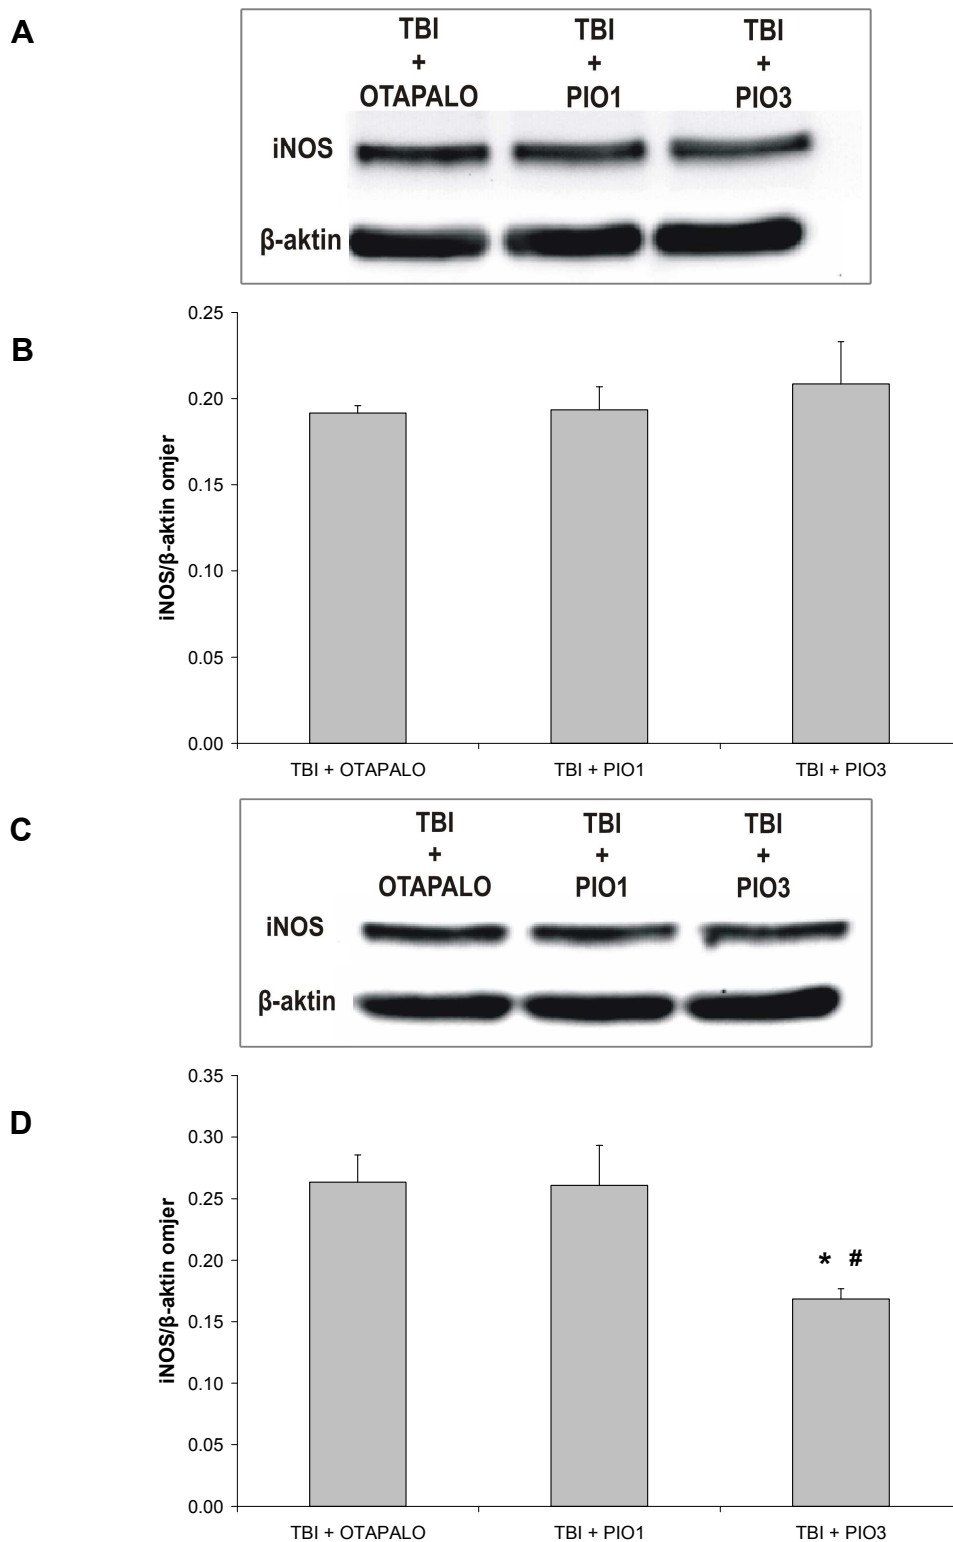 A
TBI TBI TBI
+ + +
OTAPALO PIO1 PIO3
iNOS
β-aktin
B
0.25
0.20
0.15
0.10
0.05
0.00
iNOS/β-aktin omjer
TBI + OTAPALO TBI + PIO1 TBI + PIO3
C
TBI TBI TBI
+ + +
OTAPALO PIO1 PIO3
iNOS
β-aktin
D
0.35
0.30
0.25
0.20
0.15
0.10
0.05
0.00
iNOS/β-aktin omjer
* #
TBI + OTAPALO TBI + PIO1 TBI + PIO3